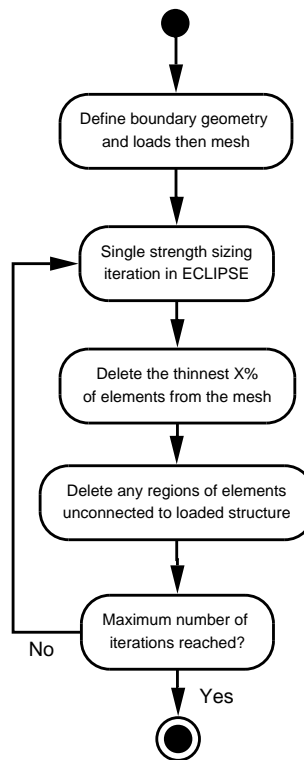 Define boundary geometry
and loads then mesh
Single strength sizing
iteration in ECLIPSE
Delete the thinnest X%
of elements from the mesh
Delete any regions of elements
unconnected to loaded structure
Maximum number of
iterations reached?
No
Yes